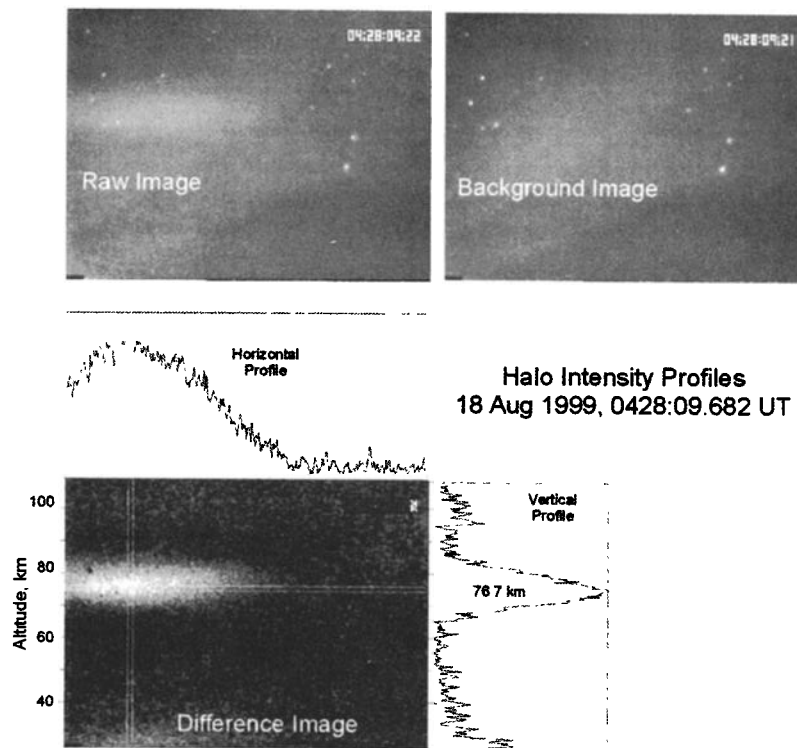 04:28:09:22
04:28:09:21
Raw Image
Background Image
Horizontal
Profile
Halo Intensity Profiles
18 Aug 1999, 0428:09.682 UT
100
80
60
40
Altitude, km
Vertical
Profile
76 7 km
Difference Image